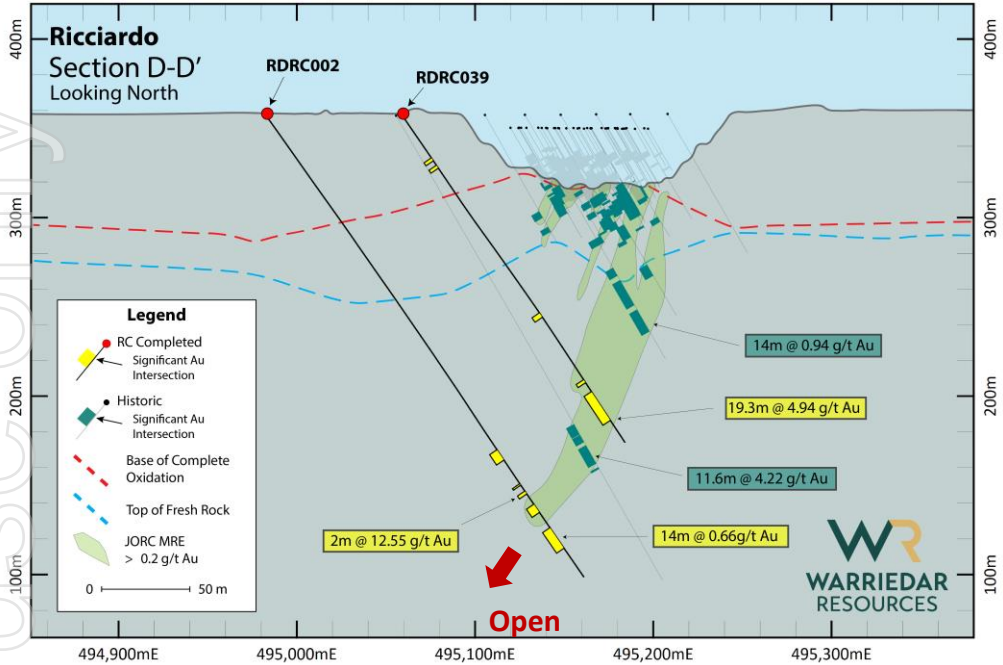 Ricciardo
Section D-D'
Looking North
RDRC002
RDRC039
400m
300m
200m
100m
400m
300m
200m
100m
Legend
RC Completed
Significant Au
Intersection
Historic
Significant Au
Intersection
Base of Complete
Oxidation
Top of Fresh Rock
JORC MRE
> 0.2 g/t Au
0 50 m
14m @ 0.94 g/t Au
19.3m @ 4.94 g/t Au
11.6m @ 4.22 g/t Au
2m @ 12.55 g/t Au
14m @ 0.66g/t Au
Open
WR
WARRIEDAR
RESOURCES
494,900mE
495,000mE
495,100mE
495,200mE
495,300mE